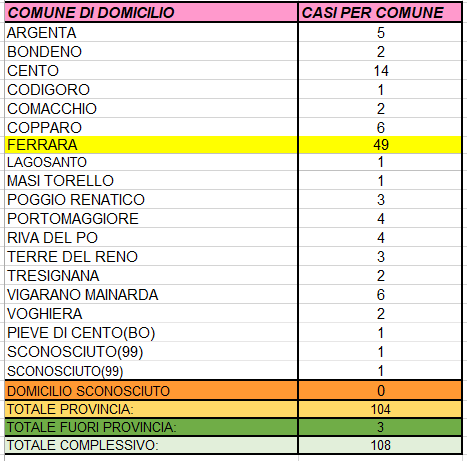 COMUNE DI DOMICILIO CASI PER COMUNE
ARGENTA 5
BONDENO 2
CENTO 14
CODIGORO 1
COMACCHIO 2
COPPARO 6
FERRARA 49
LAGOSANTO 1
MASI TORELLO 1
POGGIO RENATICO 3
PORTOMAGGIORE 4
RIVA DEL PO 4
TERRE DEL RENO 3
TRESIGNANA 2
VIGARANO MAINARDA 6
VOGHIERA 2
PIEVE DI CENTO(BO) 1
SCONOSCIUTO(99) 1
SCONOSCIUTO(99) 1
DOMICILIO SCONOSCIUTO 0
TOTALE PROVINCIA: 104
TOTALE FUORI PROVINCIA: 3
TOTALE COMPLESSIVO: 108